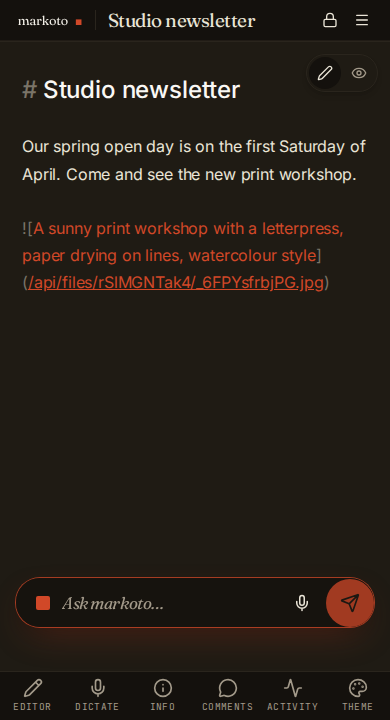 markoto
Studio newsletter
# Studio newsletter
Our spring open day is on the first Saturday of
April. Come and see the new print workshop.
![A sunny print workshop with a letterpress,
paper drying on lines, watercolour style]
(/api/files/rSlMGNTak4/_6FPYsfrbjPG.jpg)
Ask markoto...
EDITOR
DICTATE
INFO
COMMENTS
ACTIVITY
THEME